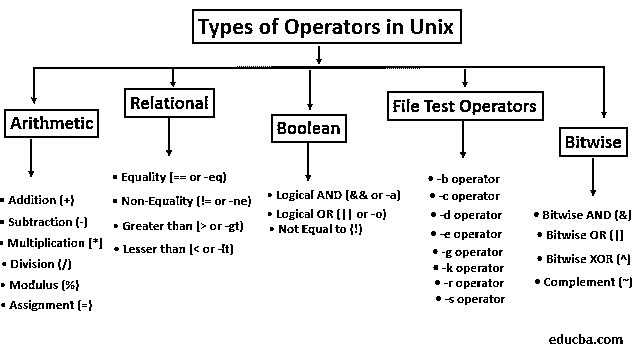 Types of Operators in Unix
Arithmetic
• Addition (+)
• Subtraction (-)
• Multiplication (*)
• Division (/)
• Modulus (%)
• Assignment (=)
Relational
• Equality [== or -eq)
• Non-Equality (!= or -ne)
• Greater than [> or -gt)
• Lesser than [< or -lt)
Boolean
• Logical AND (&& or -a)
• Logical OR (|| or -o)
• Not Equal to (!)
File Test Operators
• -b operator
• -c operator
• -d operator
• -e operator
• -g operator
• -k operator
• -r operator
• -s operator
Bitwise
• Bitwise AND (&)
• Bitwise OR (|)
• Bitwise XOR (^)
• Complement (~)
educba.com